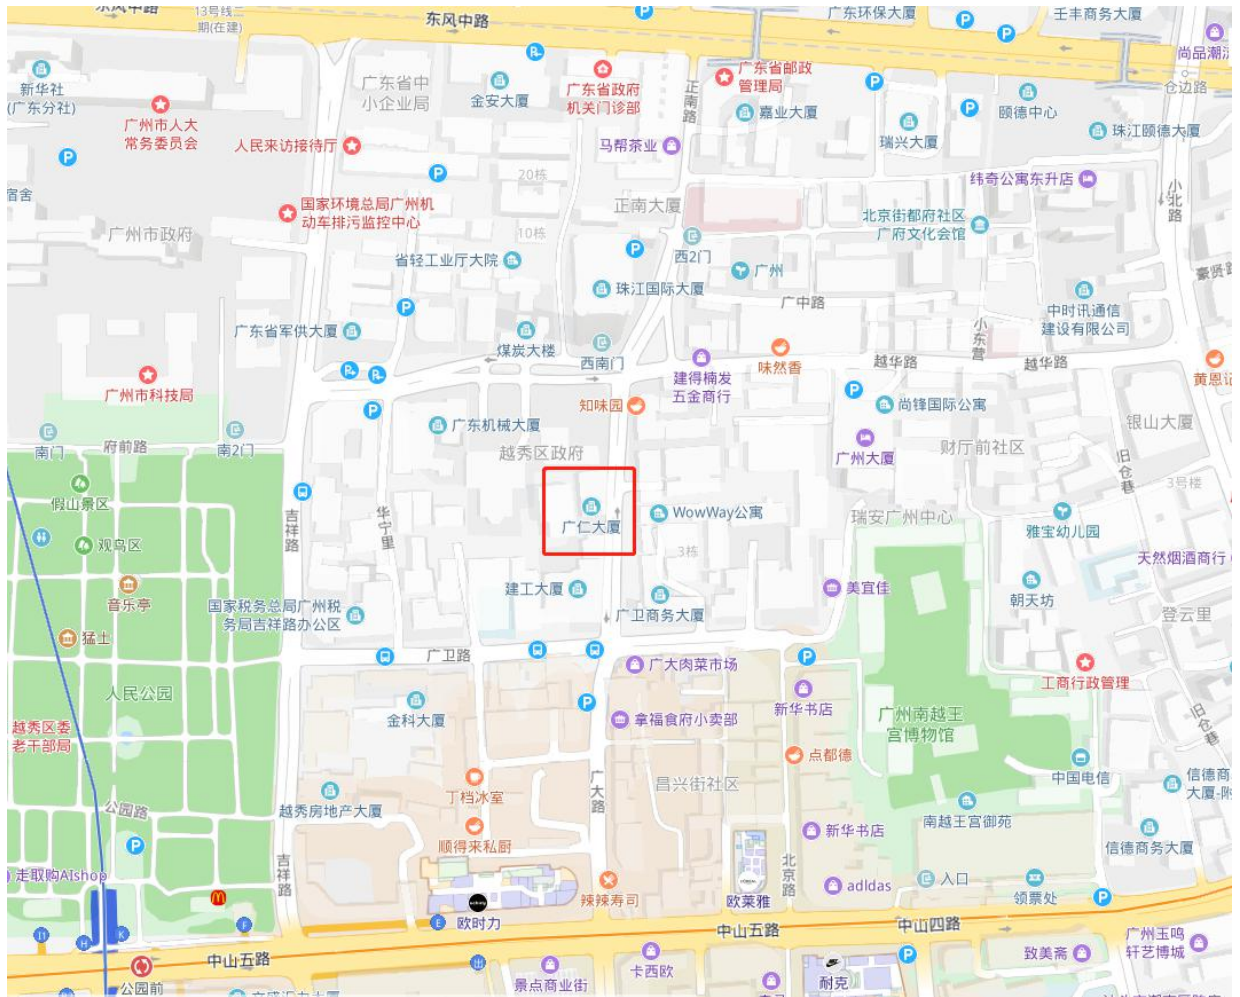 东风中路
13号线二
期(在建)
东风中路
广东环保大厦
壬丰商务大厦
尚品潮流
仓边路
新华社
(广东分社)
广东省中
小企业局
金安大厦
广东省政府
机关门诊部
正南路
广东省邮政
管理局
嘉业大厦
颐德中心
珠江颐德大厦
广州市人大
常务委员会
人民来访接待厅
马帮茶业
瑞兴大厦
20栋
纬奇公寓东升店
小北路
宿舍
国家环境总局广州机
动车排污监控中心
正南大厦
北京街都府社区
广府文化会馆
广州市政府
10栋
省轻工业厅大院
西2门
广州
豪贤路
珠江国际大厦
广中路
中时讯通信
建设有限公司
广东省军供大厦
煤炭大楼
西南门
小东营
越华路
越华路
味然香
建得楠发
五金商行
黄恩记
广州市科技局
知味园
尚锋国际公寓
银山大厦
广东机械大厦
南门
府前路
南2门
越秀区政府
广州大厦
财厅前社区
旧仓巷
3号楼
假山景区
吉祥路
华宁里
广仁大厦
WowWay公寓
瑞安广州中心
雅宝幼儿园
观鸟区
3栋
天然烟酒商行
音乐亭
国家税务总局广州税
务局吉祥路办公区
建工大厦
广卫商务大厦
美宜佳
朝天坊
登云里
猛士
广卫路
广大肉菜市场
工商行政管理
人民公园
金科大厦
新华书店
广州南越王
宫博物馆
旧仓巷
拿福食府小卖部
越秀区委
老干部局
点都德
中国电信
信德商
大厦-附
广大路
昌兴街社区
丁档冰室
越秀房地产大厦
公园路
南越王宫御苑
新华书店
信德商务大厦
顺得来私厨
吉祥路
北京路
走取购AIshop
adldas
入口
领票处
辣辣寿司
欧莱雅
欧时力
中山五路
中山四路
广州玉鸣
轩艺博城
中山五路
致美斋
卡西欧
耐克
公园前
景点商业街